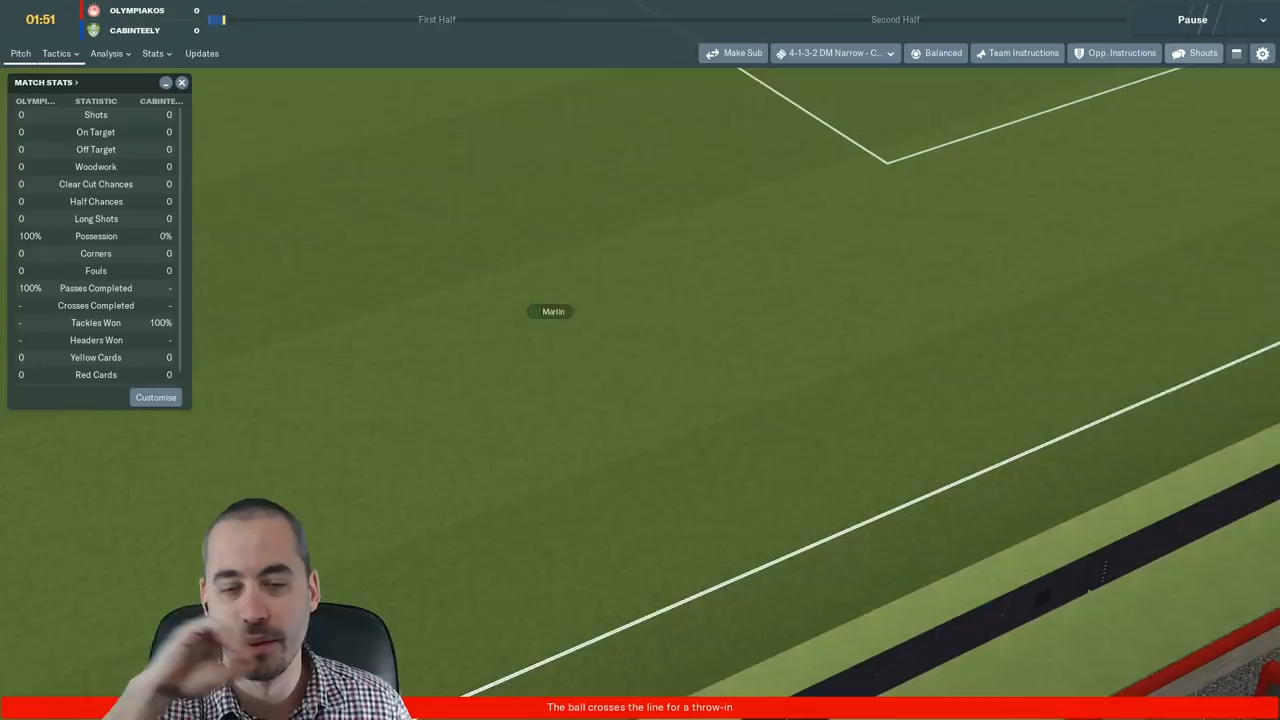 01:51
OLYMPIAKOS 0
CABINTEELY 0
First Half
Second Half
Pause
Pitch Tactics Analysis Stats Updates
Make Sub 4-1-3-2 DM Narrow - C... Balanced Team Instructions Opp. Instructions Shouts
MATCH STATS >
OLYMPI... STATISTIC CABINTE...
0 Shots 0
0 On Target 0
0 Off Target 0
0 Woodwork 0
0 Clear Cut Chances 0
0 Half Chances 0
0 Long Shots 0
100% Possession 0%
0 Corners 0
0 Fouls 0
100% Passes Completed -
- Crosses Completed -
- Tackles Won 100%
- Headers Won -
0 Yellow Cards 0
0 Red Cards 0
Customise
Martin
The ball crosses the line for a throw-in